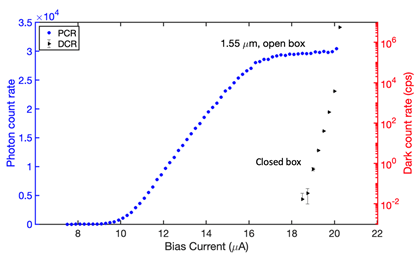 3.5 × 10⁴
PCR
DCR
1.55 μm, open box
Closed box
3
2.5
2
1.5
1
0.5
0
Photon count rate
8 10 12 14 16 18 20 22
Bias Current (μA)
10⁶
10⁴
10²
10⁰
10⁻²
Dark count rate (cps)